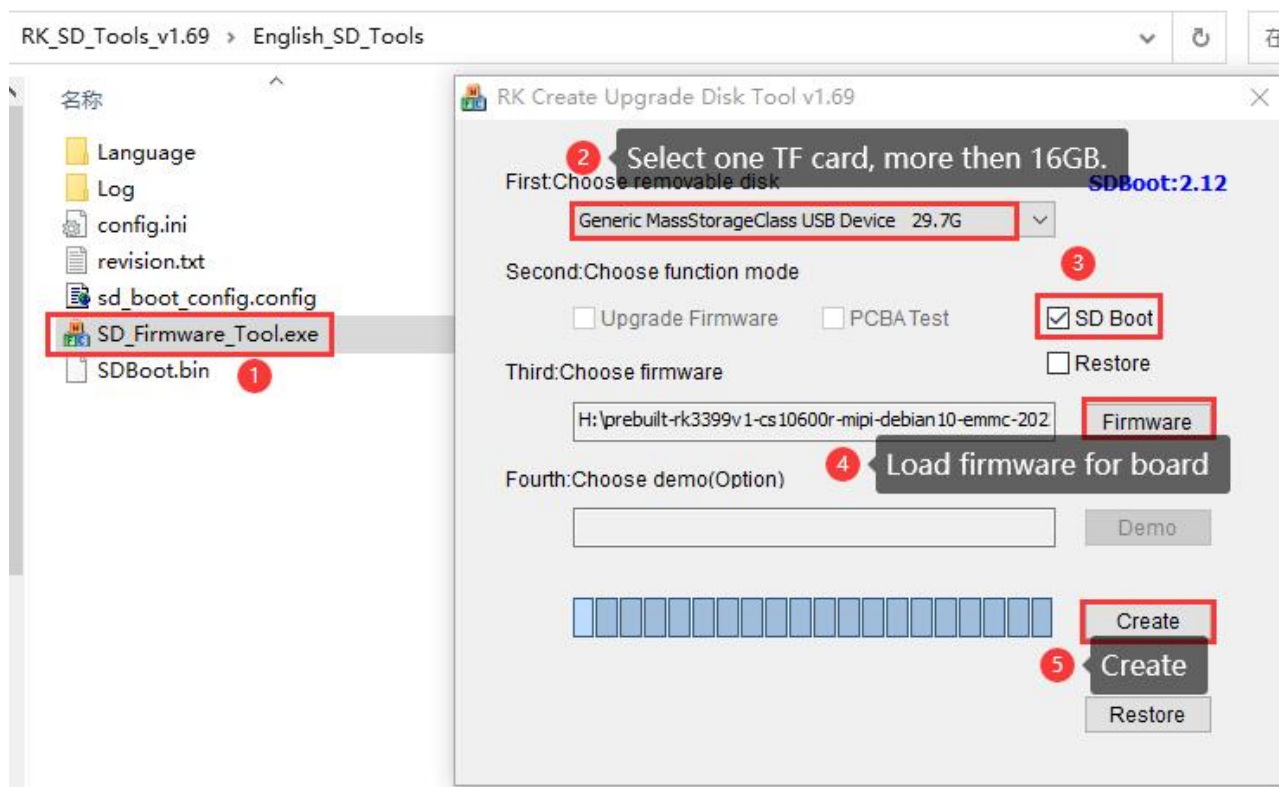 RK_SD_Tools_v1.69 › English_SD_Tools
在
名称
Language
Log
config.ini
revision.txt
sd_boot_config.config
SD_Firmware_Tool.exe
SDBoot.bin
1
RK Create Upgrade Disk Tool v1.69
2 Select one TF card, more then 16GB.
First:Choose removable disk
SDBoot:2.12
Generic MassStorageClass USB Device 29.7G
3
Second:Choose function mode
Upgrade Firmware PCBA Test SD Boot
Restore
Third:Choose firmware
H:\prebuilt-rk3399v1-cs10600r-mipi-debian10-emmc-202
Firmware
4 Load firmware for board
Fourth:Choose demo(Option)
Demo
Create
5 Create
Restore